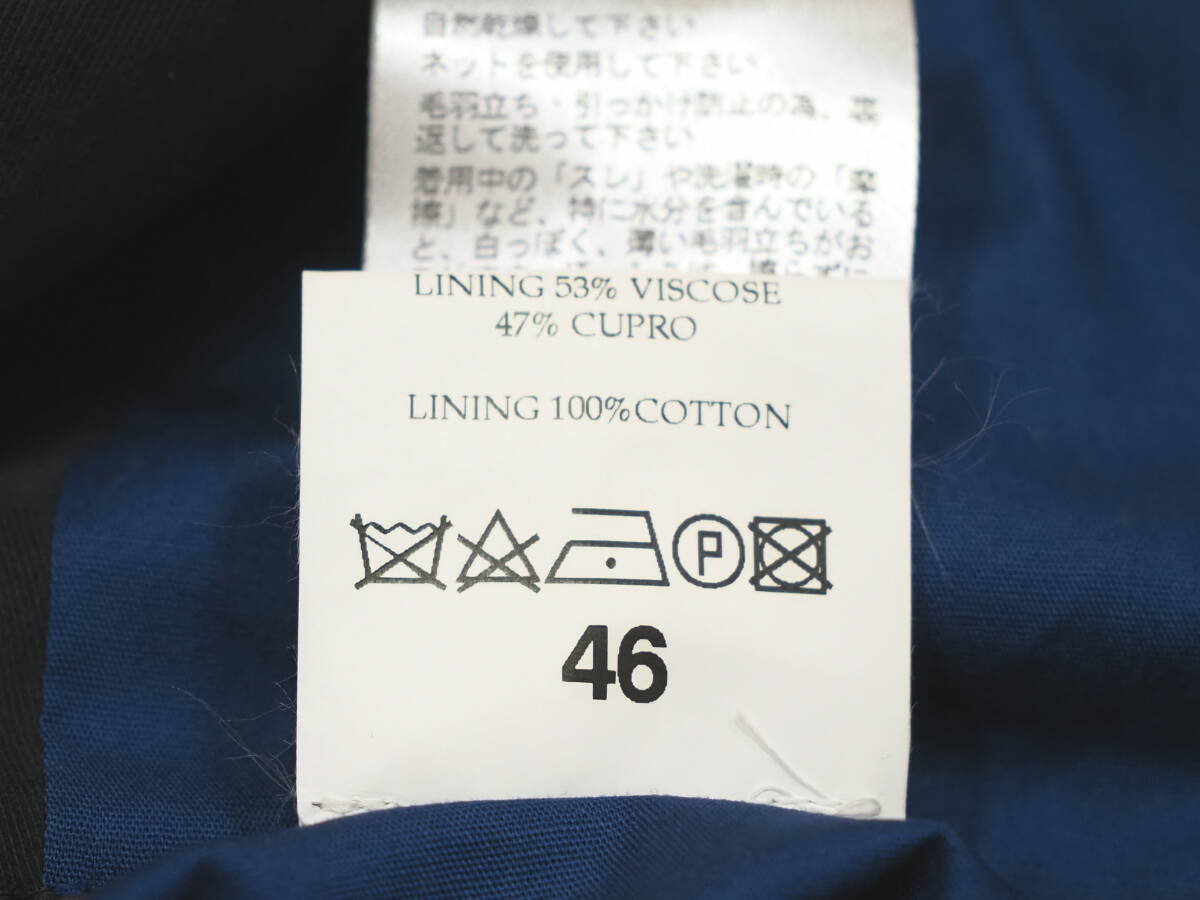 自然乾燥して下さい
ネットを使用して下さい
毛羽立ち・引っかけ防止の為、裏
返して洗って下さい
着用中の「スレ」や洗濯時の「摩
擦」など、特に水分を含んでいる
と、白っぽく、薄い毛羽立ちがお
LINING 53% VISCOSE
47% CUPRO
LINING 100% COTTON
P
46